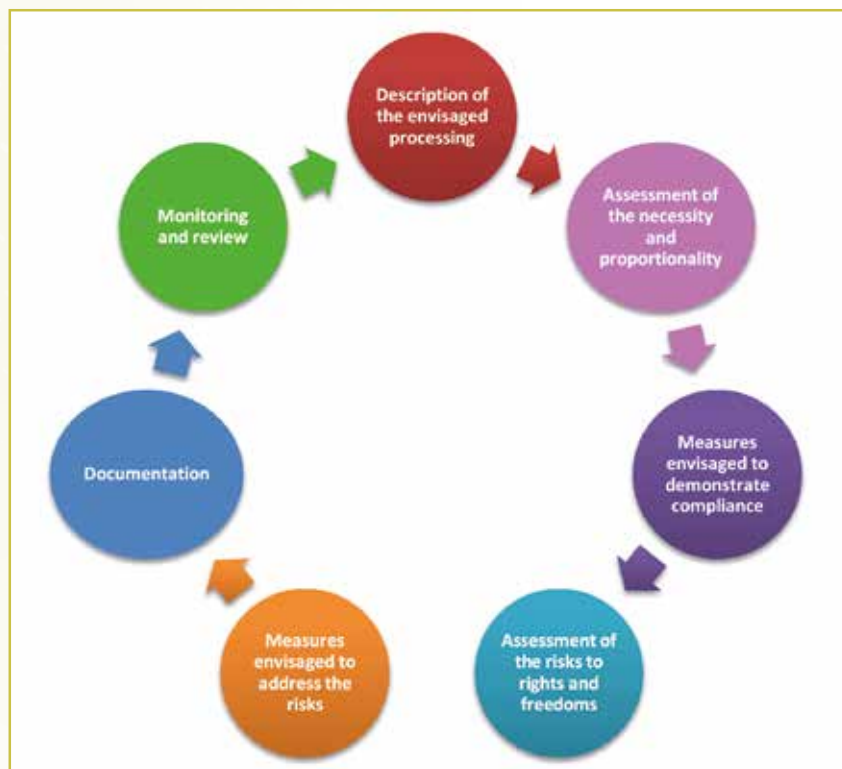 Description of
the envisaged
processing
Assessment of
the necessity
and
proportionality
Measures
envisaged to
demonstrate
compliance
Assessment of
the risks to
rights and
freedoms
Measures
envisaged to
address the
risks
Documentation
Monitoring
and review